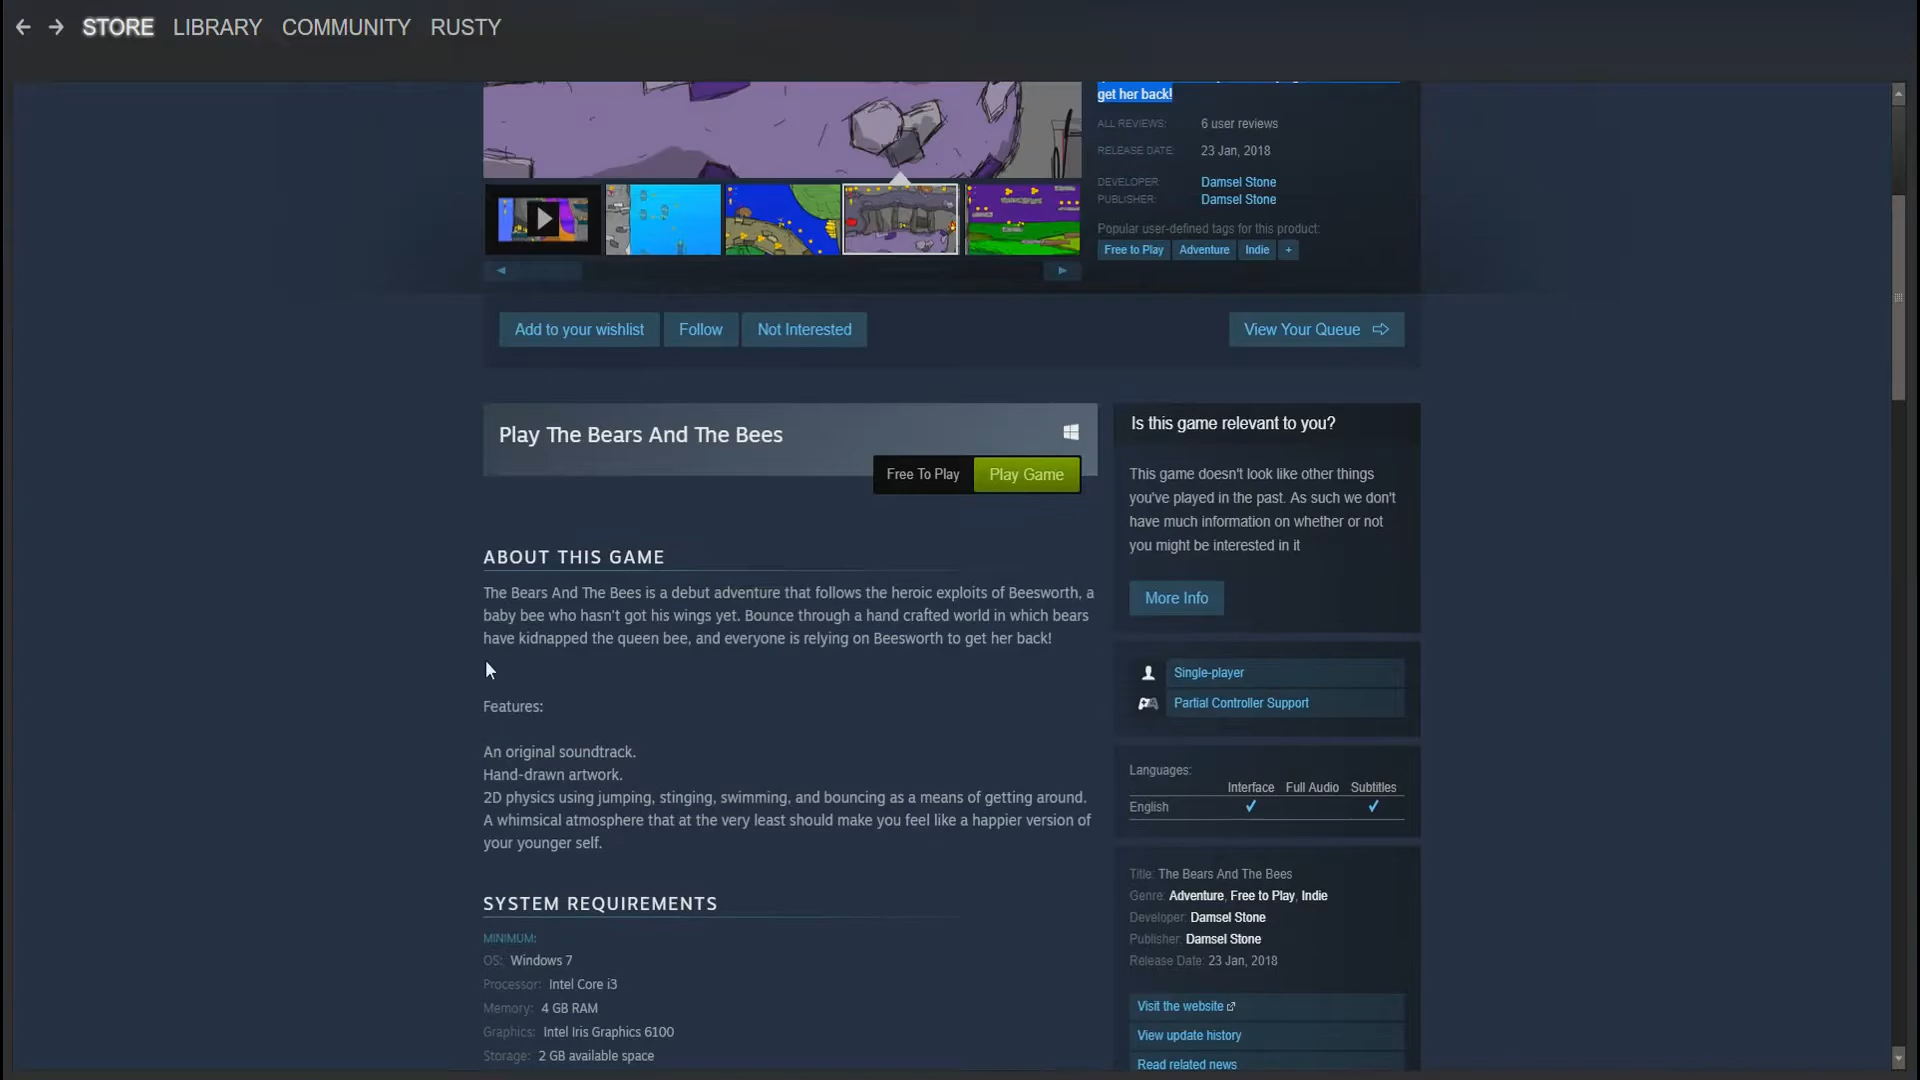 STORE LIBRARY COMMUNITY RUSTY
get her back!
ALL REVIEWS: 6 user reviews
RELEASE DATE: 23 Jan, 2018
DEVELOPER: Damsel Stone
PUBLISHER: Damsel Stone
Popular user-defined tags for this product:
Free to Play Adventure Indie +
Add to your wishlist Follow Not Interested View Your Queue
Play The Bears And The Bees
Free To Play Play Game
ABOUT THIS GAME
The Bears And The Bees is a debut adventure that follows the heroic exploits of Beesworth, a
baby bee who hasn't got his wings yet. Bounce through a hand crafted world in which bears
have kidnapped the queen bee, and everyone is relying on Beesworth to get her back!
Features:
An original soundtrack.
Hand-drawn artwork.
2D physics using jumping, stinging, swimming, and bouncing as a means of getting around.
A whimsical atmosphere that at the very least should make you feel like a happier version of
your younger self.
SYSTEM REQUIREMENTS
MINIMUM:
OS: Windows 7
Processor: Intel Core i3
Memory: 4 GB RAM
Graphics: Intel Iris Graphics 6100
Storage: 2 GB available space
Is this game relevant to you?
This game doesn't look like other things
you've played in the past. As such we don't
have much information on whether or not
you might be interested in it
More Info
Single-player
Partial Controller Support
Languages:
Interface Full Audio Subtitles
English ✓ ✓
Title: The Bears And The Bees
Genre: Adventure, Free to Play, Indie
Developer: Damsel Stone
Publisher: Damsel Stone
Release Date: 23 Jan, 2018
Visit the website
View update history
Read related news